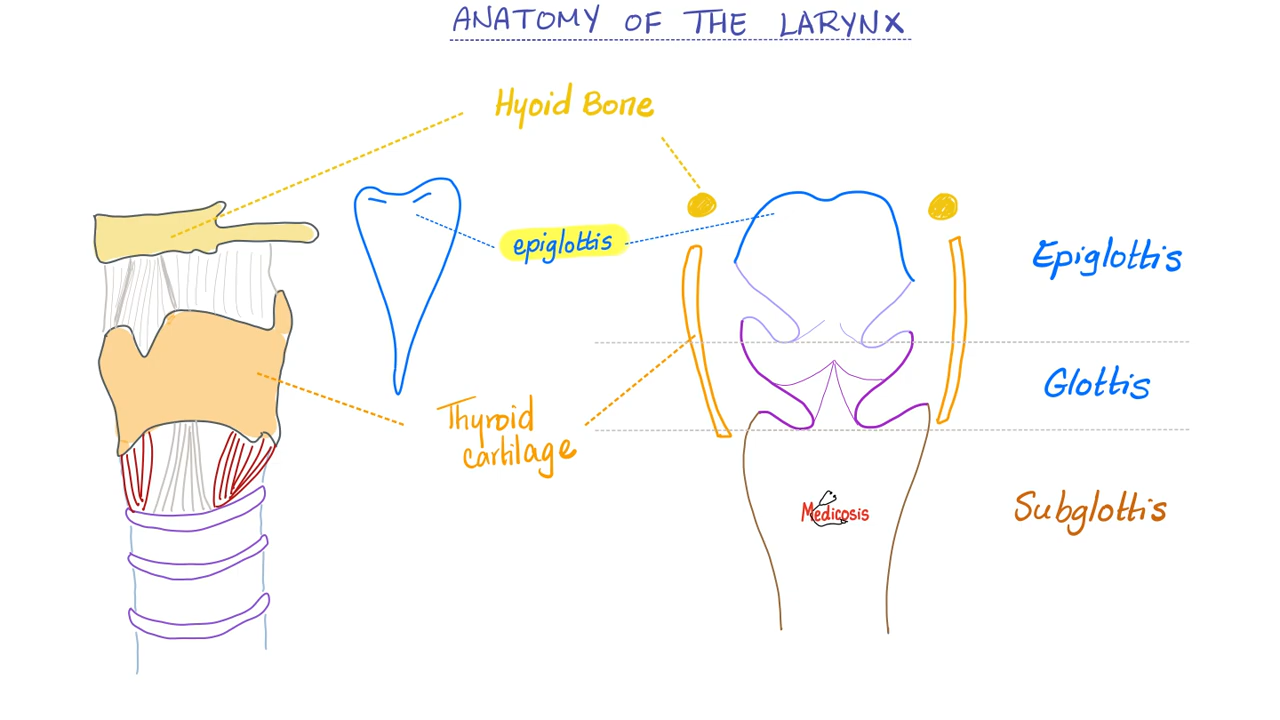 ANATOMY OF THE LARYNX
Hyoid Bone
epiglottis
Epiglottis
Glottis
Thyroid
cartilage
Medicosis
Subglottis